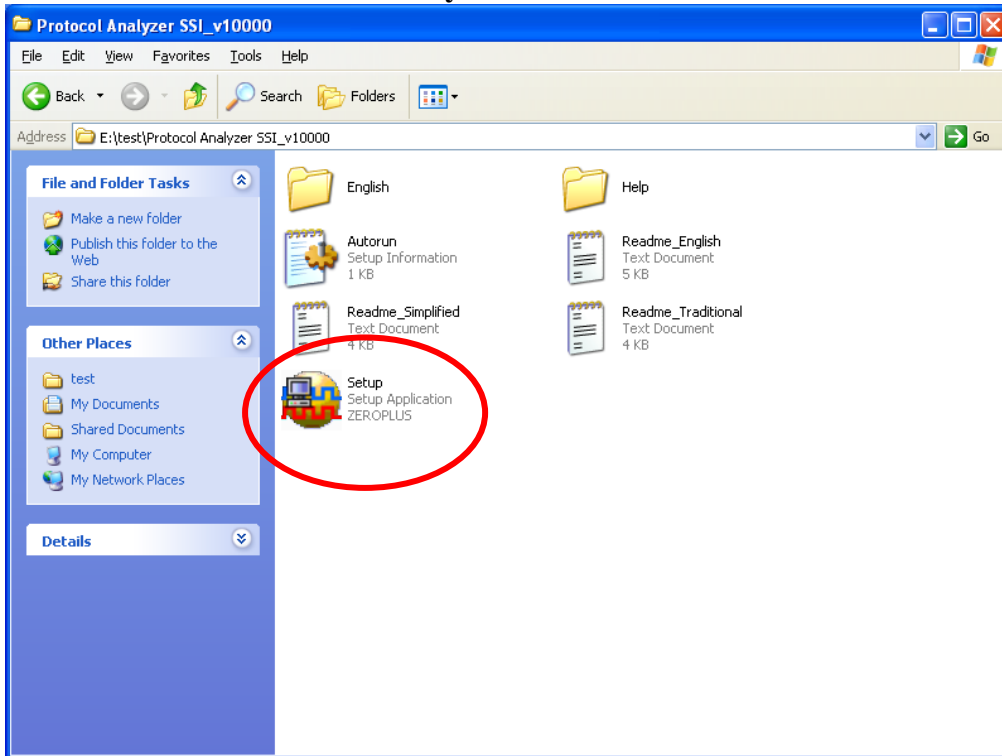 Protocol Analyzer SSI_v10000
File Edit View Favorites Tools Help
Back Search Folders
Address E:\test\Protocol Analyzer SSI_v10000 Go
File and Folder Tasks
Make a new folder
Publish this folder to the
Web
Share this folder
Other Places
test
My Documents
Shared Documents
My Computer
My Network Places
Details
English
Help
Autorun
Setup Information
1 KB
Readme_English
Text Document
5 KB
Readme_Simplified
Text Document
4 KB
Readme_Traditional
Text Document
4 KB
Setup
Setup Application
ZEROPLUS